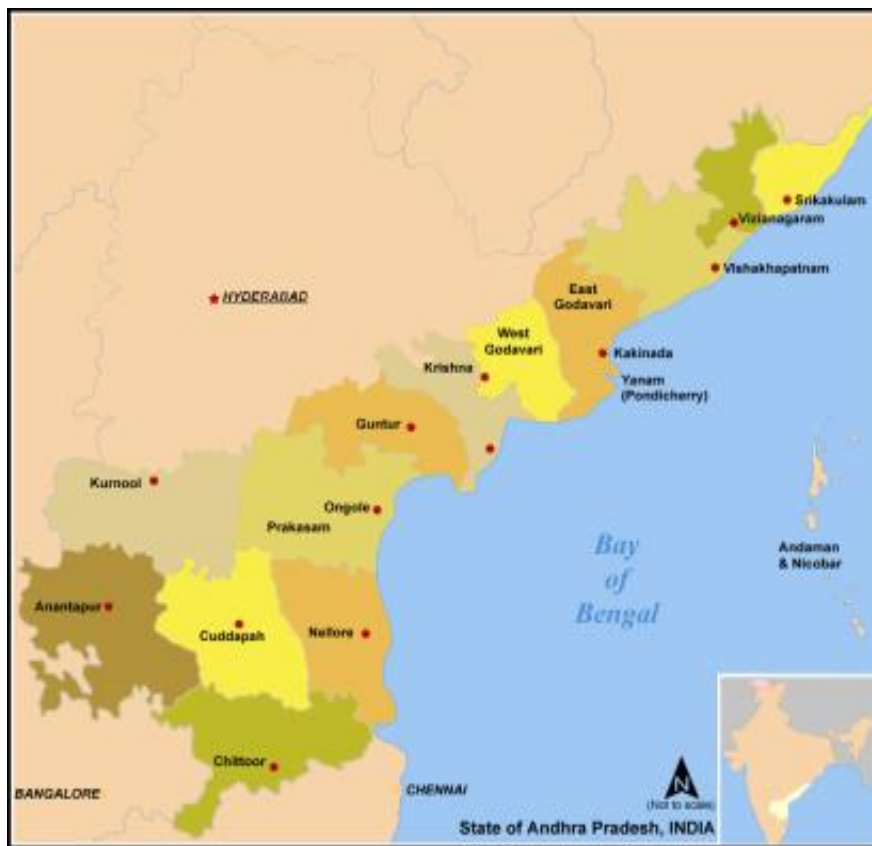 Srikakulam
Vizianagaram
Vishakhapatnam
East
Godavari
HYDERABAD
West
Godavari
Kakinada
Krishna
Yanam
(Pondicherry)
Guntur
Kurnool
Ongole
Prakasam
Bay
of
Bengal
Andaman
& Nicobar
Anantapur
Cuddapah
Nellore
Chittoor
BANGALORE
CHENNAI
N
(Not to scale)
State of Andhra Pradesh, INDIA